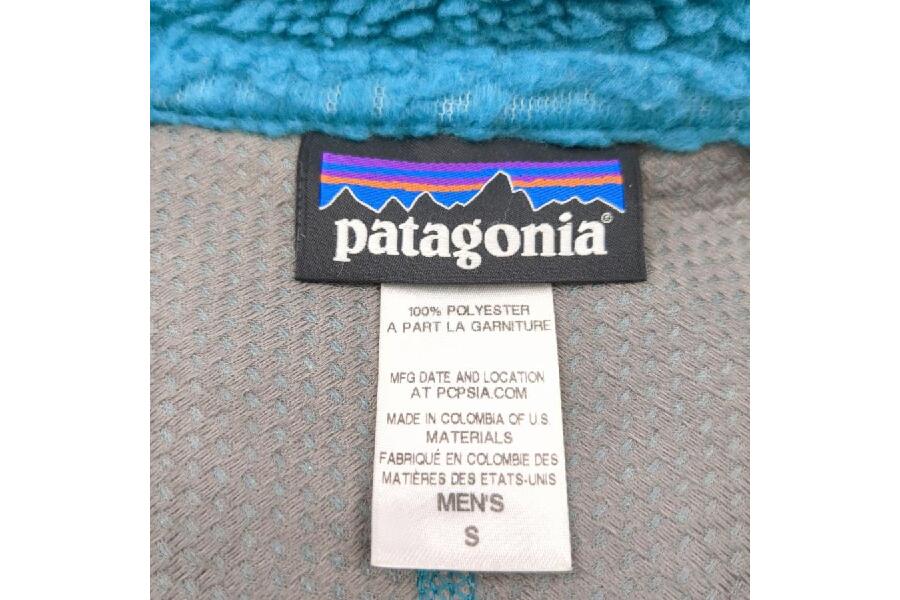 patagonia®
100% POLYESTER
A PART LA GARNITURE
MFG DATE AND LOCATION
AT PCPSIA.COM
MADE IN COLOMBIA OF U.S.
MATERIALS
FABRIQUÉ EN COLOMBIE DES
MATIÈRES DES ETATS-UNIS
MEN'S
S